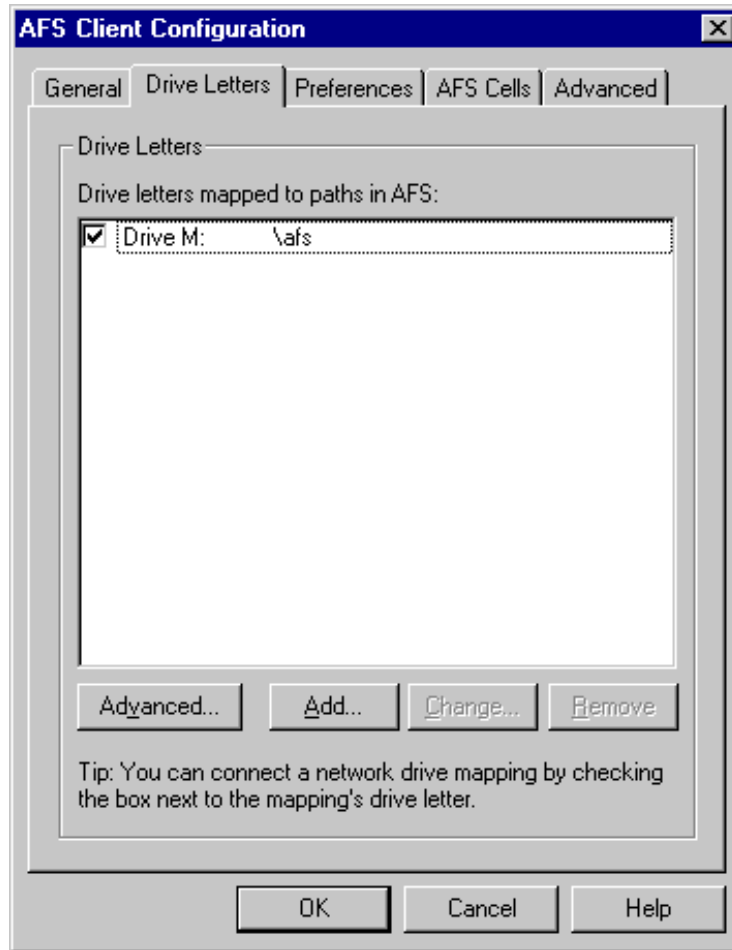 AFS Client Configuration
General Drive Letters Preferences AFS Cells Advanced
Drive Letters
Drive letters mapped to paths in AFS:
Drive M: \afs
Advanced... Add... Change... Remove
Tip: You can connect a network drive mapping by checking
the box next to the mapping's drive letter.
OK Cancel Help